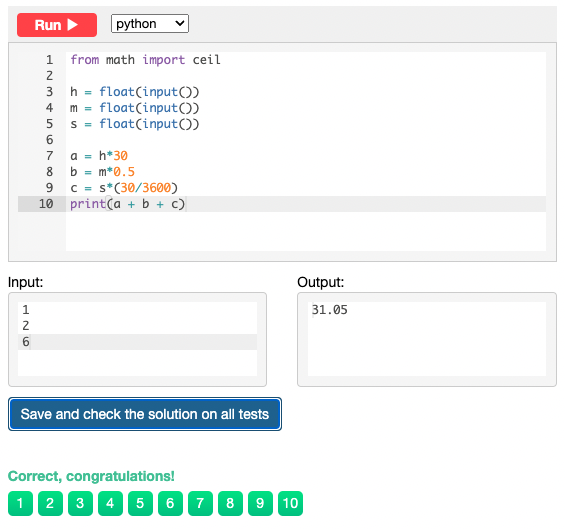 Run
python
1 from math import ceil
2
3 h = float(input())
4 m = float(input())
5 s = float(input())
6
7 a = h*30
8 b = m*0.5
9 c = s*(30/3600)
10 print(a + b + c)
Input:
1
2
6
Output:
31.05
Save and check the solution on all tests
Correct, congratulations!
1 2 3 4 5 6 7 8 9 10